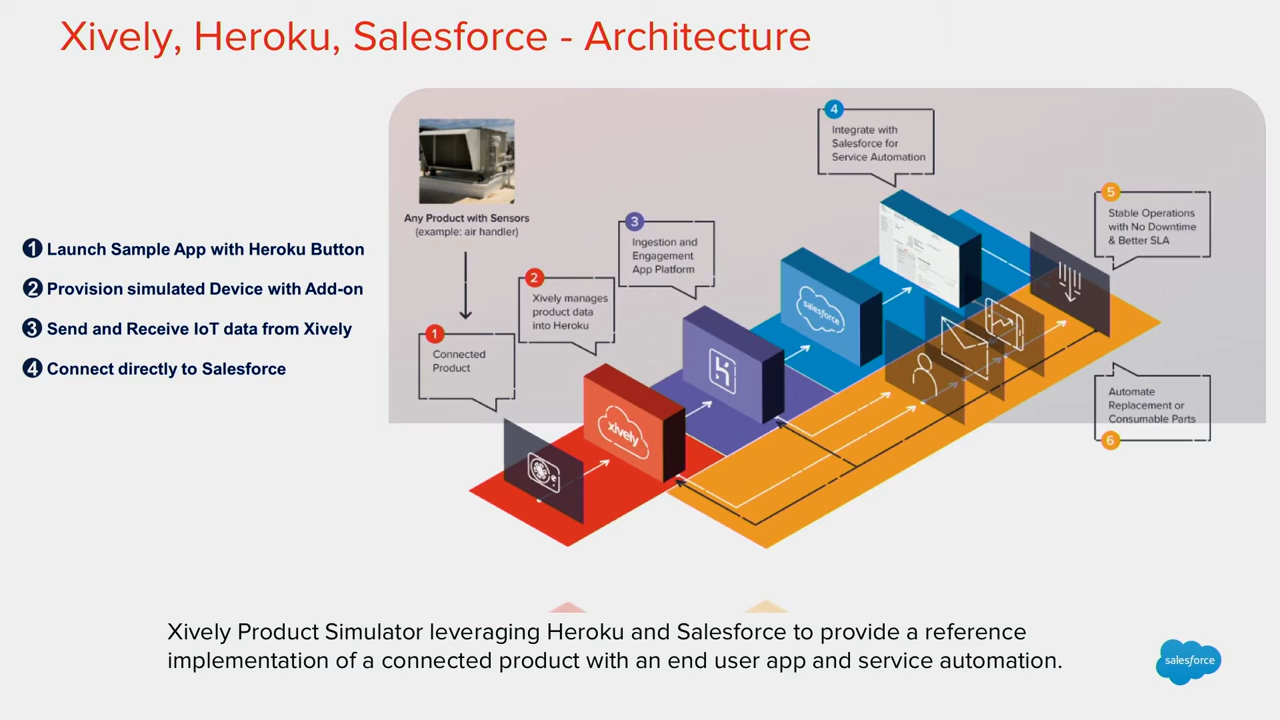 Xively, Heroku, Salesforce - Architecture
1 Launch Sample App with Heroku Button
2 Provision simulated Device with Add-on
3 Send and Receive IoT data from Xively
4 Connect directly to Salesforce
Any Product with Sensors
(example: air handler)
1
Connected
Product
2
Xively manages
product data
into Heroku
3
Ingestion and
Engagement
App Platform
4
Integrate with
Salesforce for
Service Automation
5
Stable Operations
with No Downtime
& Better SLA
Automate
Replacement or
Consumable Parts
6
xively
salesforce
Xively Product Simulator leveraging Heroku and Salesforce to provide a reference
implementation of a connected product with an end user app and service automation.
salesforce